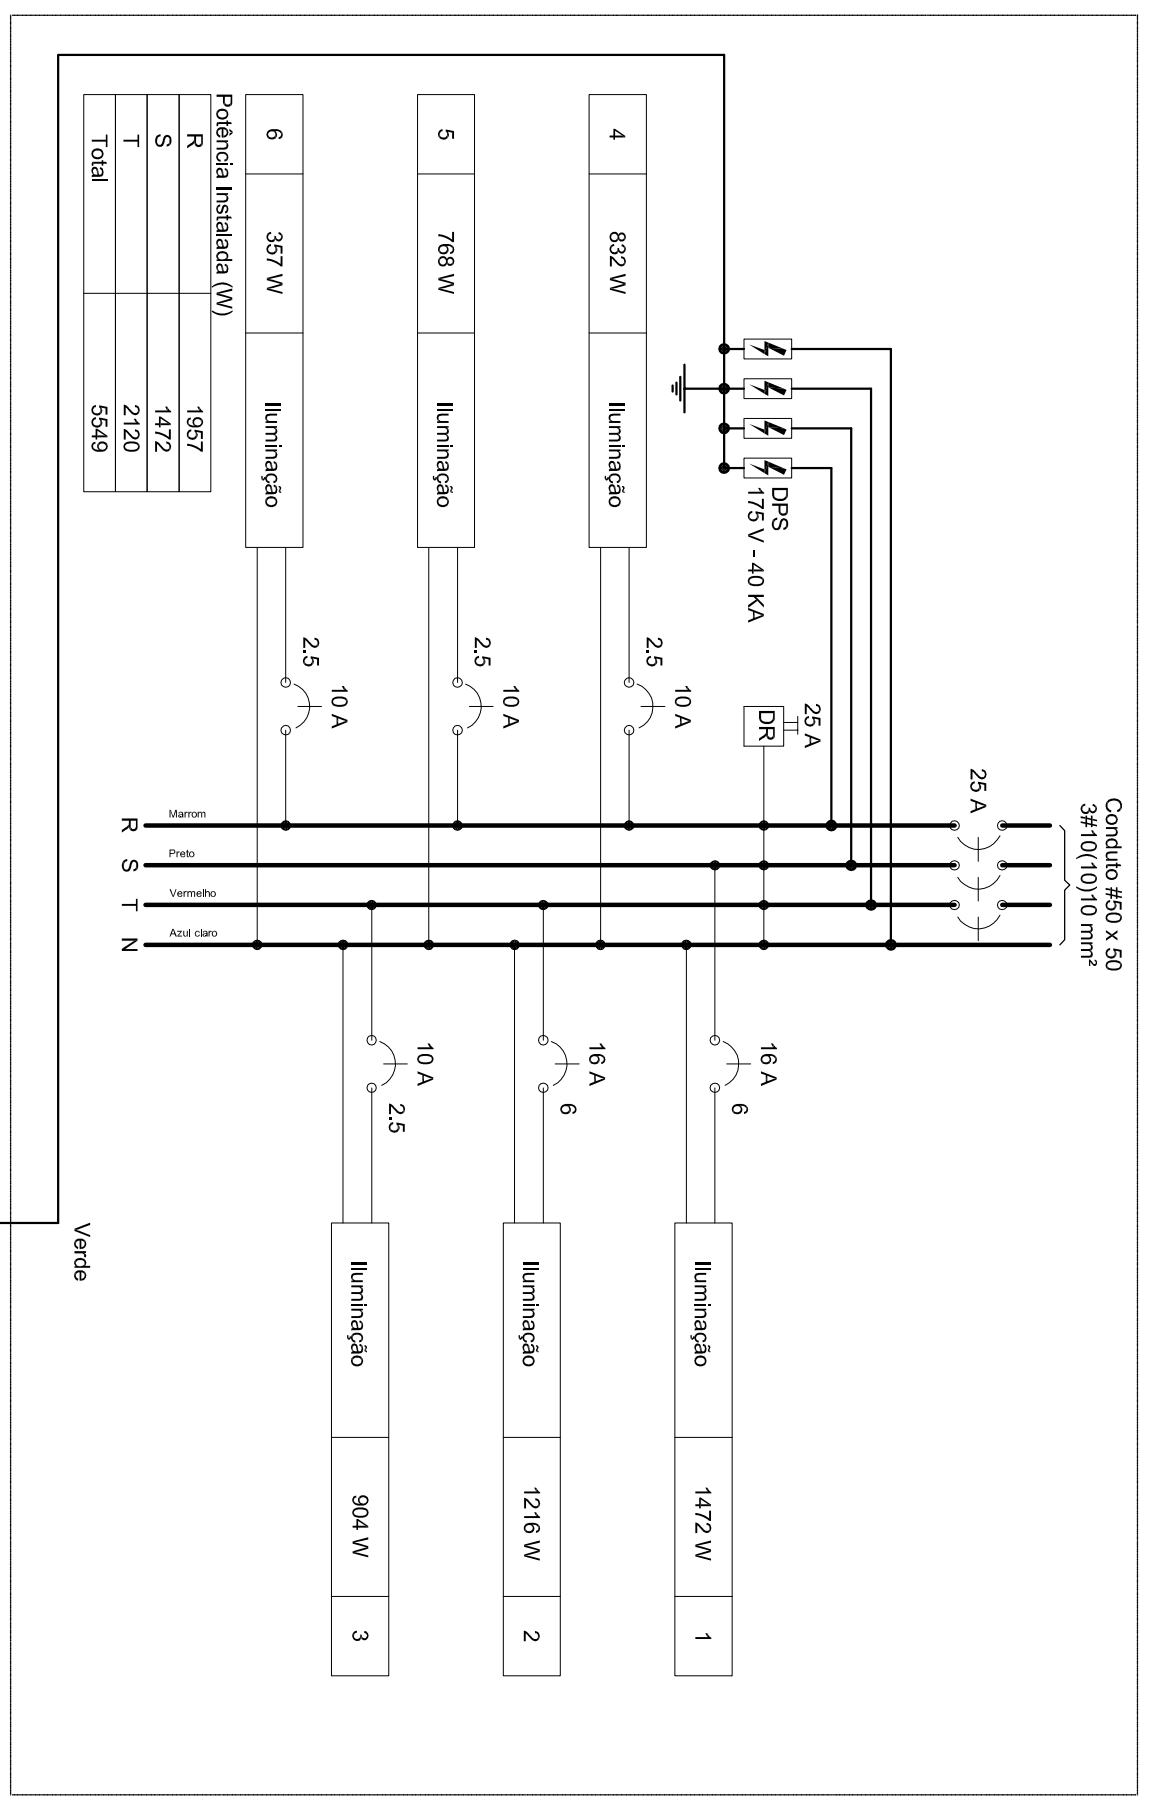 Conduto #50 x 50
3#10(10)10 mm²
25 A
DPS
175 V - 40 KA
25 A
DR
16 A
6
Iluminação
1472 W
1
4
832 W
Iluminação
2.5
10 A
16 A
6
Iluminação
1216 W
2
5
768 W
Iluminação
2.5
10 A
10 A
2.5
Iluminação
904 W
3
6
357 W
Iluminação
2.5
10 A
Marrom
Preto
Vermelho
Azul claro
R
S
T
N
Potência Instalada (W)
R 1957
S 1472
T 2120
Total 5549
Verde